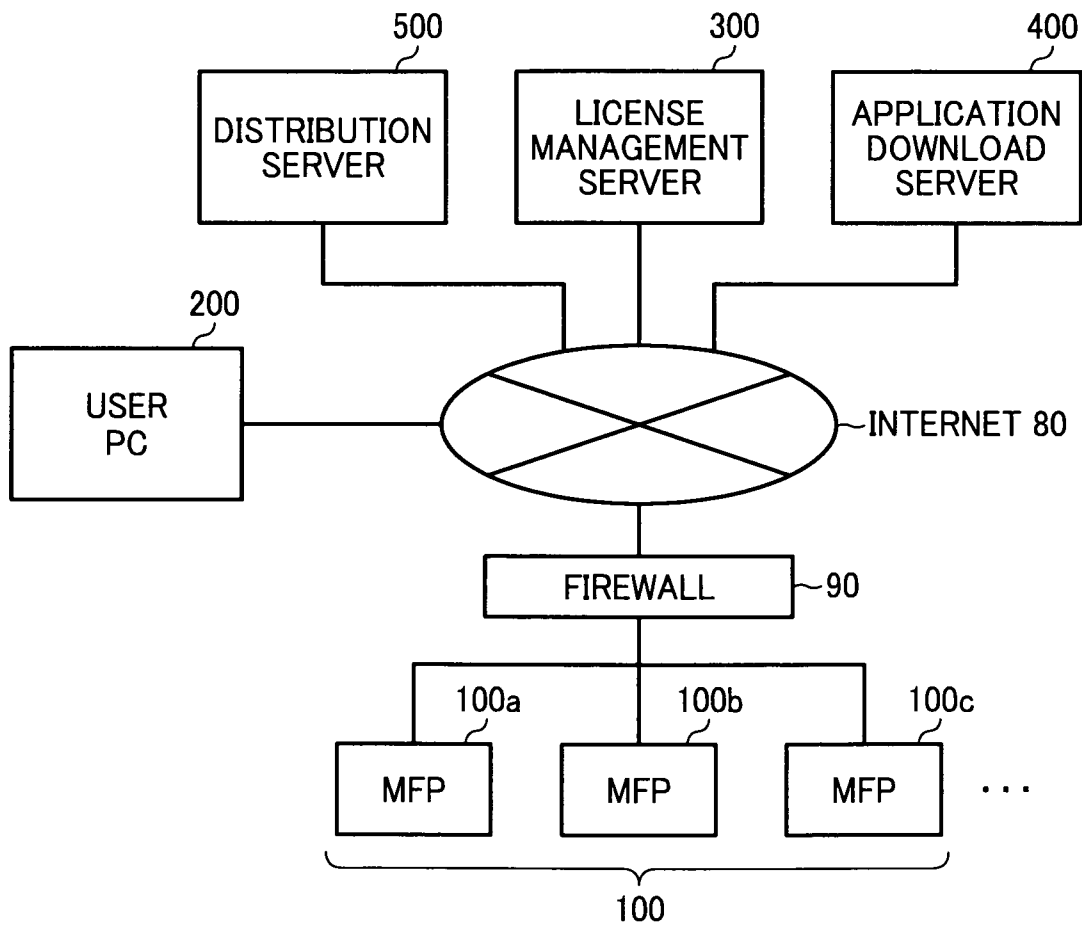 500
300
400
DISTRIBUTION
SERVER
LICENSE
MANAGEMENT
SERVER
APPLICATION
DOWNLOAD
SERVER
200
USER
PC
INTERNET 80
FIREWALL
90
100a
100b
100c
MFP
MFP
MFP
...
100